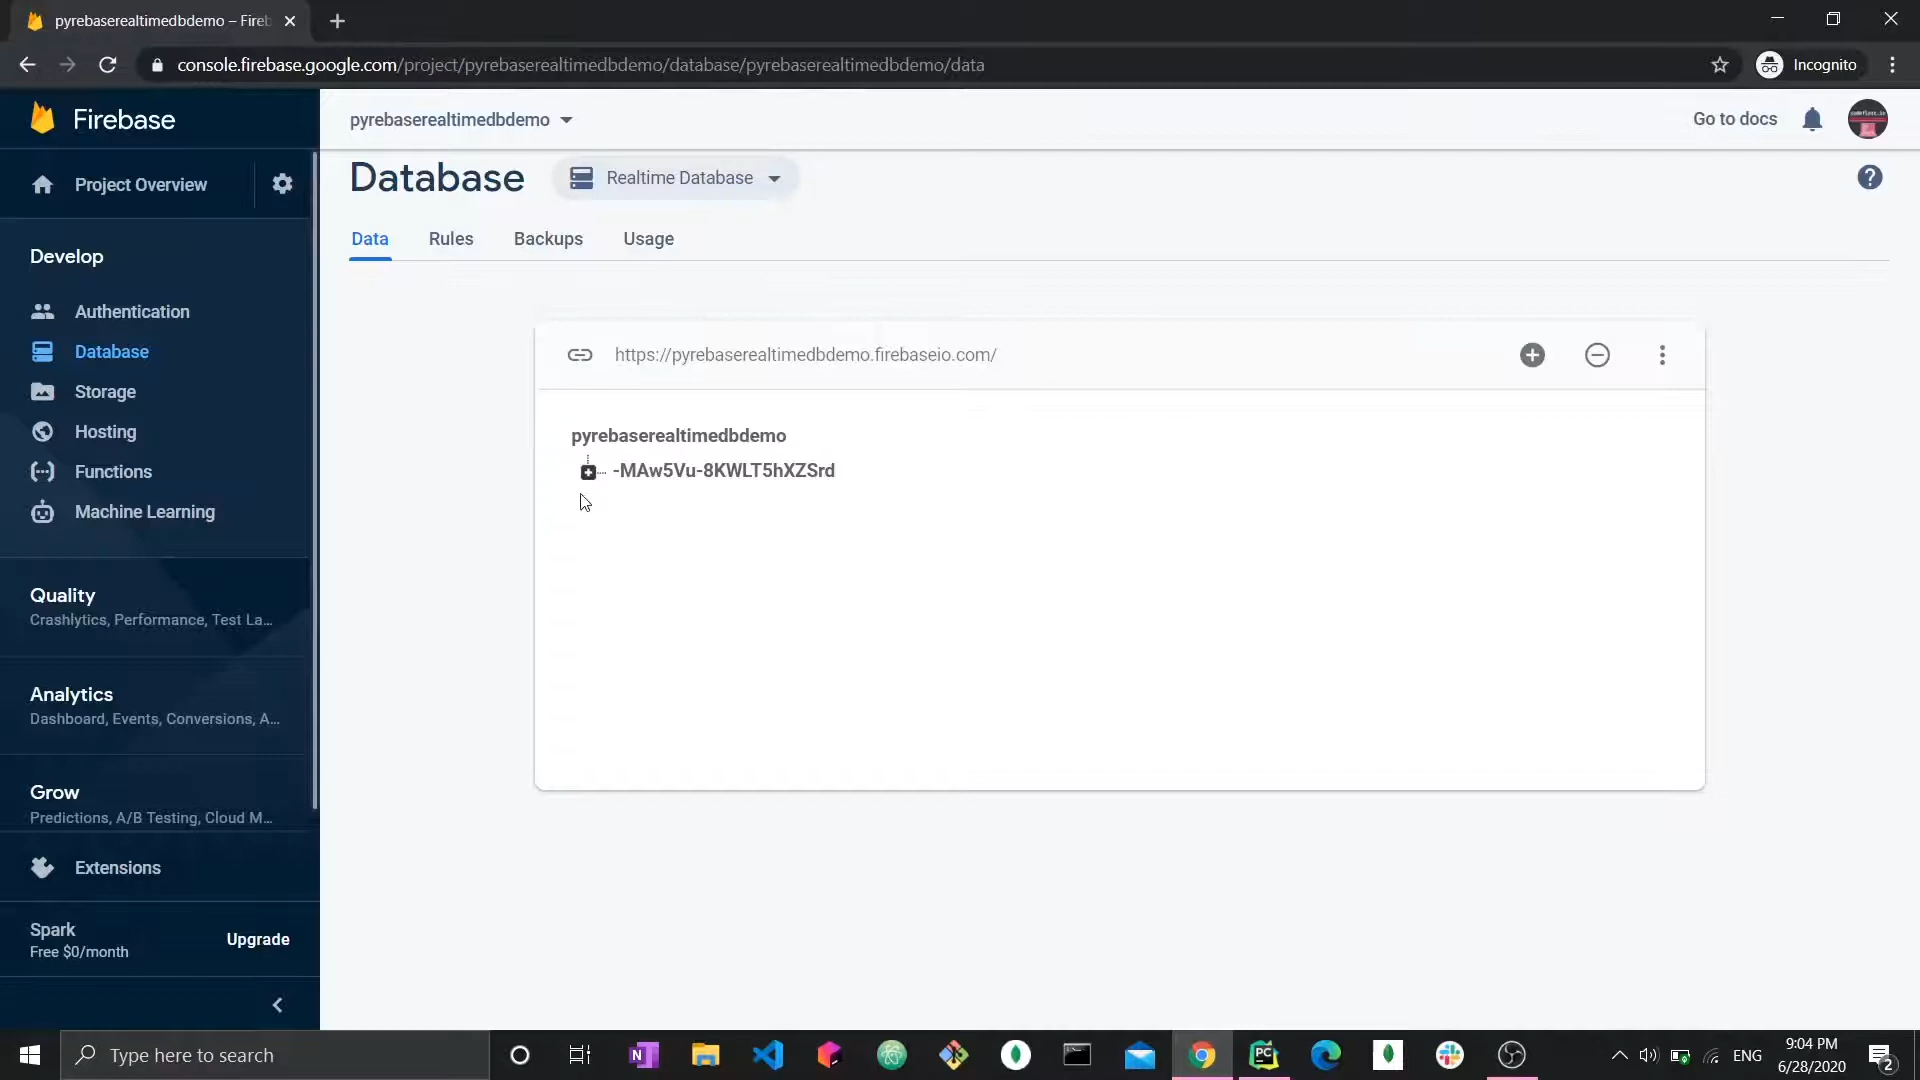 pyrebaserealtimedbdemo – Fireb
console.firebase.google.com/project/pyrebaserealtimedbdemo/database/pyrebaserealtimedbdemo/data
Incognito
Firebase
pyrebaserealtimedbdemo
Go to docs
Project Overview
Database
Realtime Database
Data
Rules
Backups
Usage
Develop
Authentication
Database
Storage
Hosting
Functions
Machine Learning
https://pyrebaserealtimedbdemo.firebaseio.com/
pyrebaserealtimedbdemo
-MAw5Vu-8KWLT5hXZSrd
Quality
Crashlytics, Performance, Test La...
Analytics
Dashboard, Events, Conversions, A...
Grow
Predictions, A/B Testing, Cloud M...
Extensions
Spark
Free $0/month
Upgrade
Type here to search
N
PC
ENG
9:04 PM
6/28/2020
2